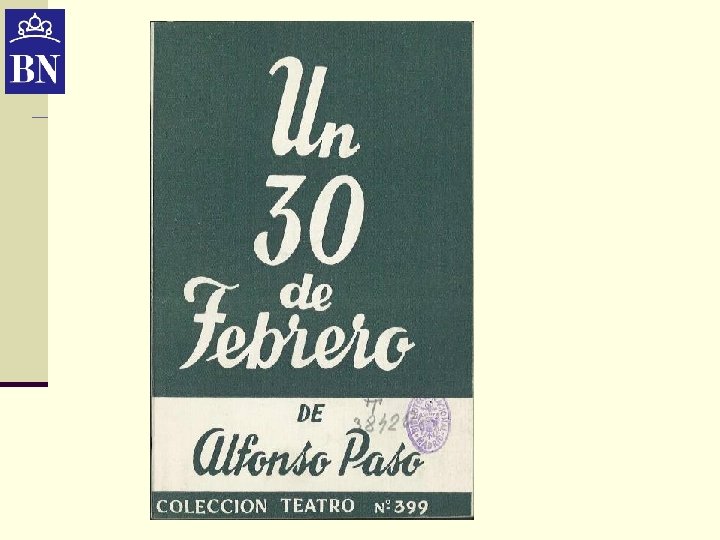 BN
Un
30
de
Febrero
DE
T
Alfonso Paso
COLECCION TEATRO Nº 399